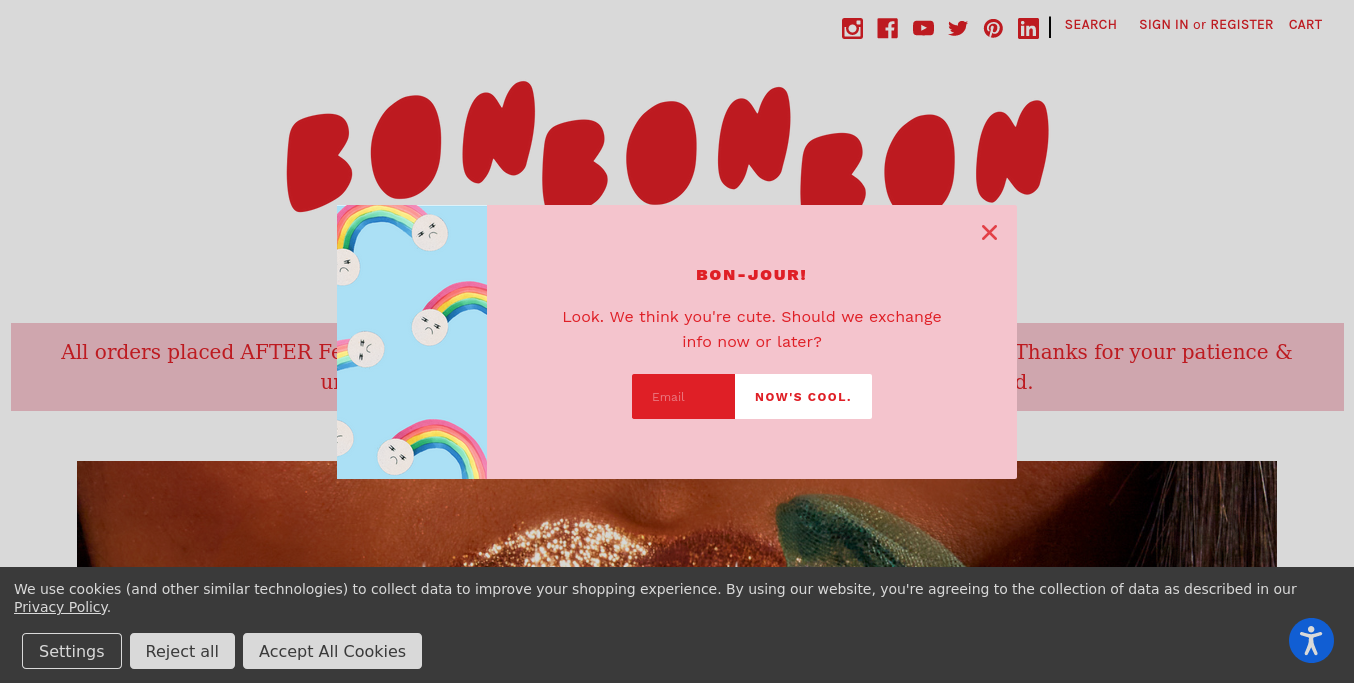 SEARCH SIGN IN or REGISTER CART
BONBONBON
BON-JOUR!
Look. We think you're cute. Should we exchange
info now or later?
Email NOW'S COOL.
All orders placed AFTER Thanks for your patience &
We use cookies (and other similar technologies) to collect data to improve your shopping experience. By using our website, you're agreeing to the collection of data as described in our
Privacy Policy.
Settings Reject all Accept All Cookies